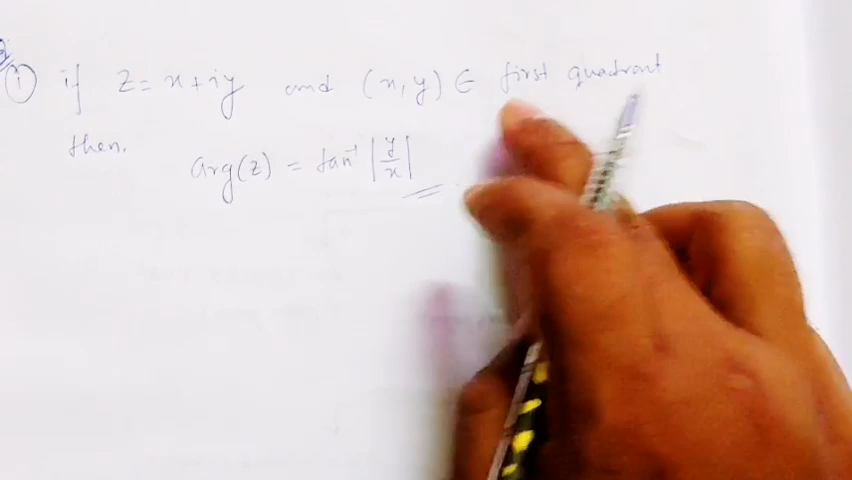 ① if z = x + iy and (x, y) ∈ first quadrant
then.
arg(z) = tan⁻¹ |y/x|